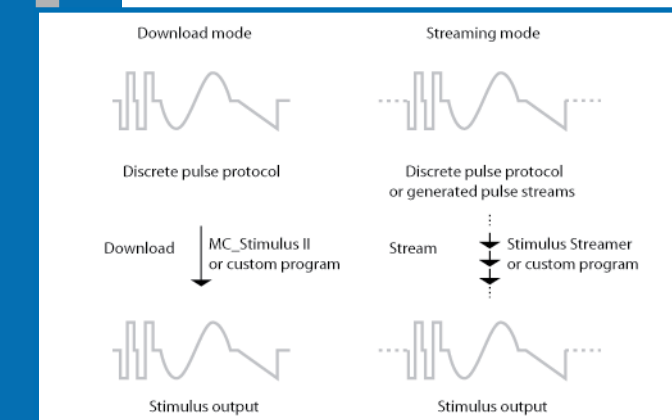 Download mode
Streaming mode
Discrete pulse protocol
Discrete pulse protocol
or generated pulse streams
Download
MC_Stimulus II
or custom program
Stream
Stimulus Streamer
or custom program
Stimulus output
Stimulus output